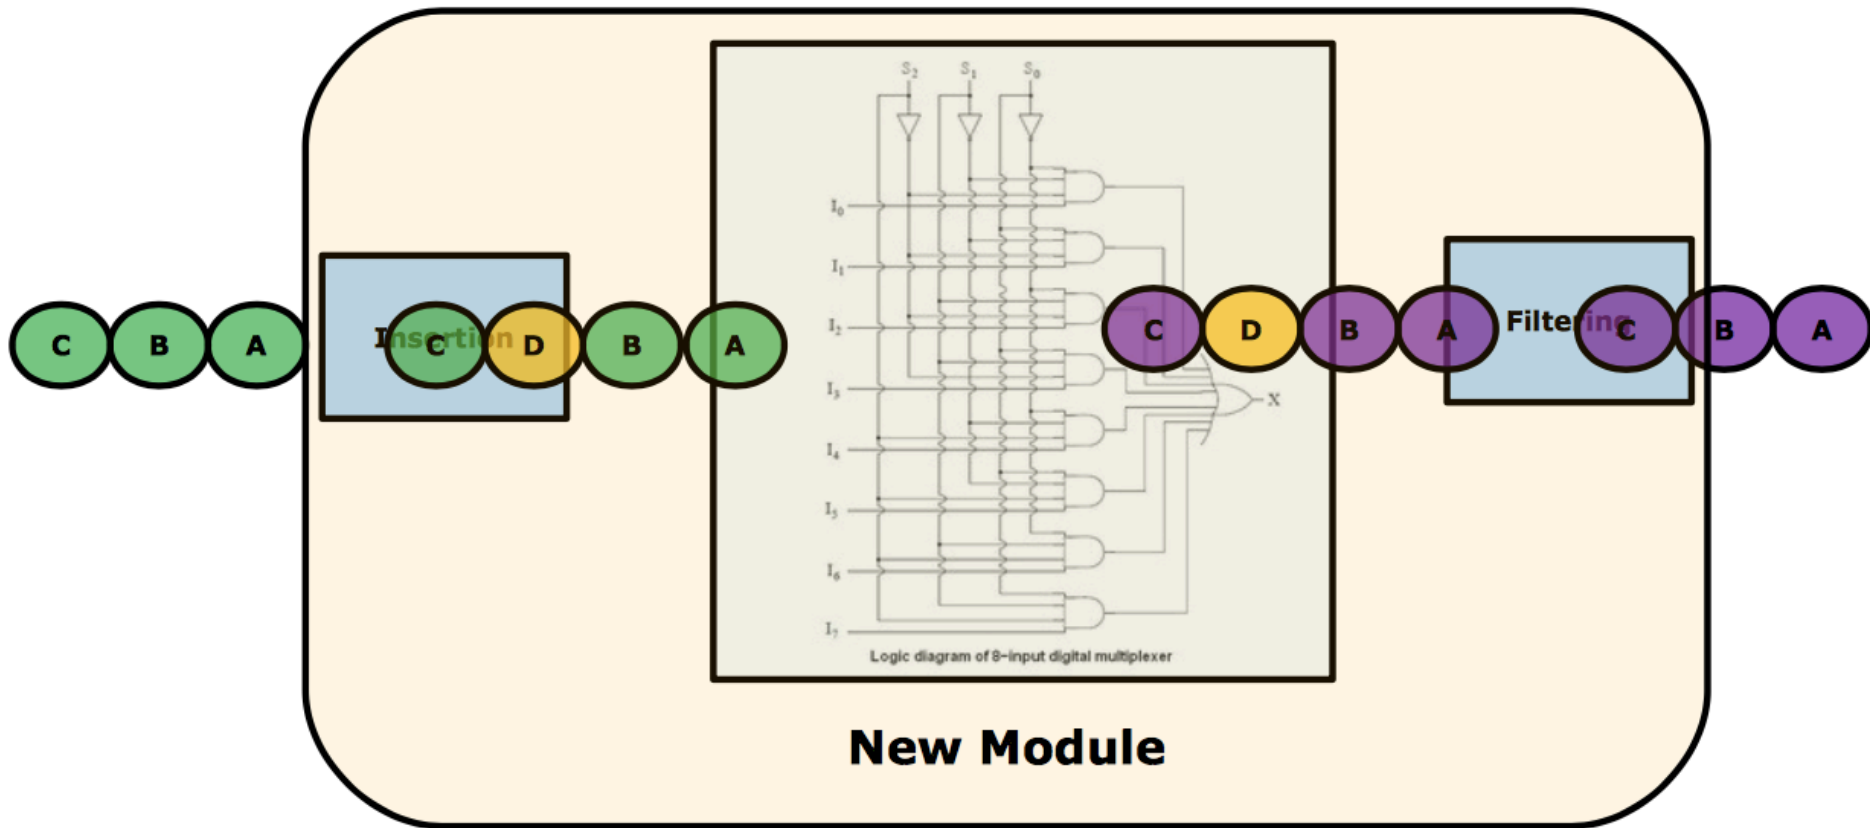 S2 S1 S0
I0
I1
I2
I3
I4
I5
I6
I7
X
Logic diagram of 8-input digital multiplexer
C B A
Insertion
C D B A
C D B A
Filtering
C B A
New Module